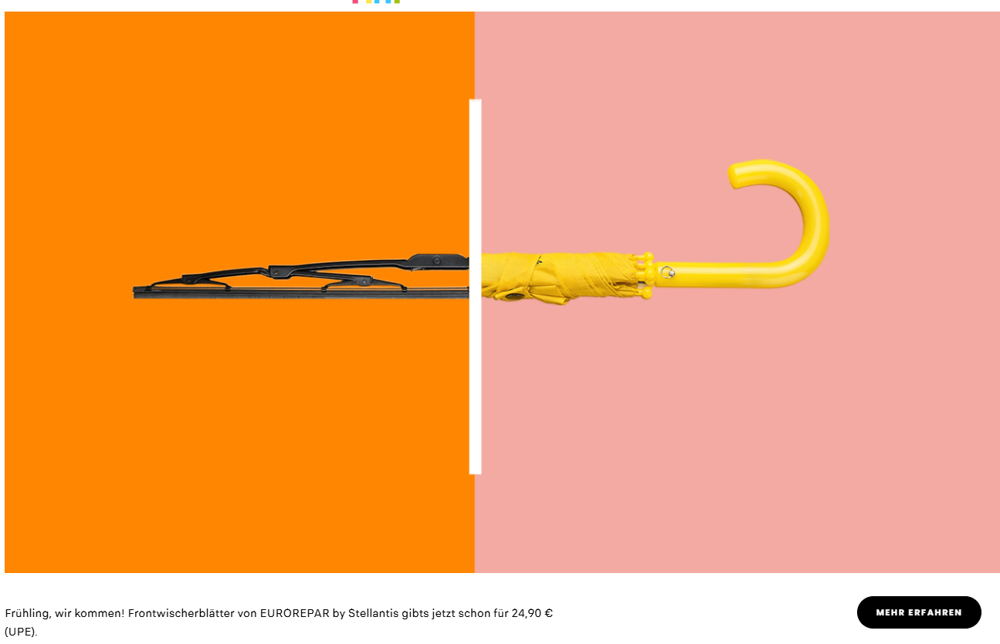 Frühling, wir kommen! Frontwischerblätter von EUROREPAR by Stellantis gibts jetzt schon für 24,90 €
(UPE).
MEHR ERFAHREN